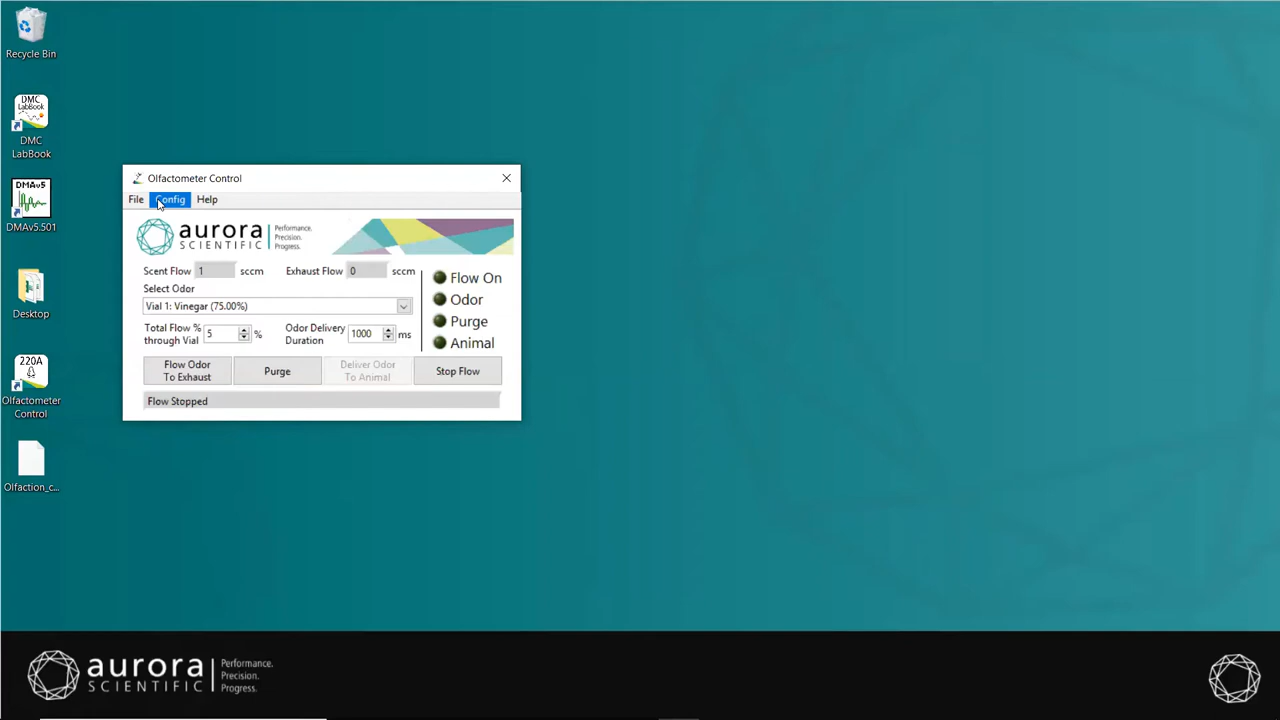 Recycle Bin
DMC
LabBook
DMC
LabBook
DMAv5
DMAv5.501
Desktop
220A
Olfactometer
Control
Olfaction_c...
Olfactometer Control
File Config Help
aurora
SCIENTIFIC
Performance.
Precision.
Progress.
Scent Flow 1 sccm Exhaust Flow 0 sccm
Select Odor
Vial 1: Vinegar (75.00%)
Total Flow %
through Vial 5 %
Odor Delivery
Duration 1000 ms
Flow On
Odor
Purge
Animal
Flow Odor
To Exhaust
Purge
Deliver Odor
To Animal
Stop Flow
Flow Stopped
aurora
SCIENTIFIC
Performance.
Precision.
Progress.